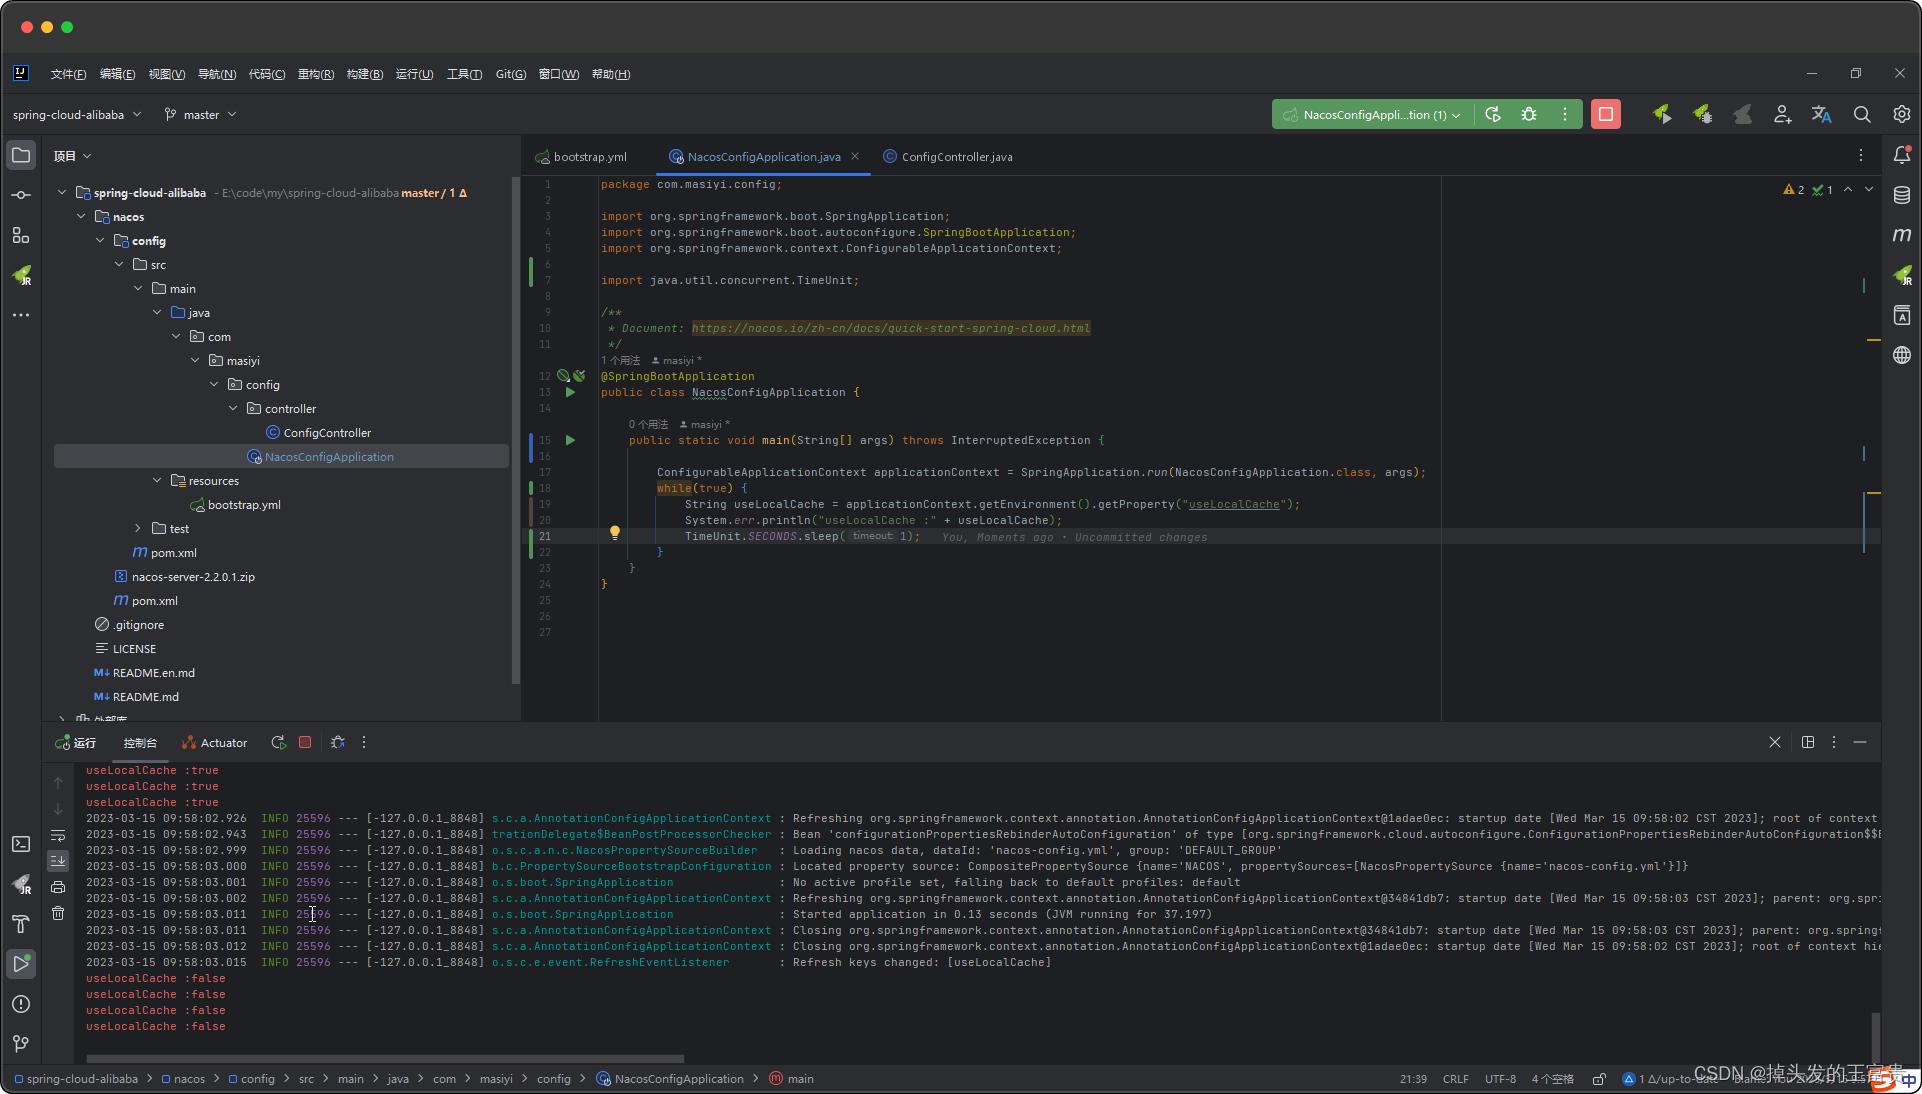 文件(F) 编辑(E) 视图(V) 导航(N) 代码(C) 重构(R) 构建(B) 运行(U) 工具(T) Git(G) 窗口(W) 帮助(H)
spring-cloud-alibaba master NacosConfigAppli...tion (1)
项目
spring-cloud-alibaba - E:\code\my\spring-cloud-alibaba master / 1 Δ
nacos
config
src
main
java
com
masiyi
config
controller
ConfigController
NacosConfigApplication
resources
bootstrap.yml
test
pom.xml
nacos-server-2.2.0.1.zip
pom.xml
.gitignore
LICENSE
README.en.md
README.md
外部库
bootstrap.yml NacosConfigApplication.java ConfigController.java
2 1
1 package com.masiyi.config;
2
3 import org.springframework.boot.SpringApplication;
4 import org.springframework.boot.autoconfigure.SpringBootApplication;
5 import org.springframework.context.ConfigurableApplicationContext;
6
7 import java.util.concurrent.TimeUnit;
8
9 /**
10 * Document: https://nacos.io/zh-cn/docs/quick-start-spring-cloud.html
11 */
1 个用法 masiyi *
12 @SpringBootApplication
13 public class NacosConfigApplication {
14
0 个用法 masiyi *
15 public static void main(String[] args) throws InterruptedException {
16
17 ConfigurableApplicationContext applicationContext = SpringApplication.run(NacosConfigApplication.class, args);
18 while(true) {
19 String useLocalCache = applicationContext.getEnvironment().getProperty("useLocalCache");
20 System.err.println("useLocalCache :" + useLocalCache);
21 TimeUnit.SECONDS.sleep( timeout: 1); You, Moments ago • Uncommitted changes
22 }
23 }
24 }
25
26
27
运行 控制台 Actuator
useLocalCache :true
useLocalCache :true
useLocalCache :true
2023-03-15 09:58:02.926 INFO 25596 --- [-127.0.0.1_8848] s.c.a.AnnotationConfigApplicationContext : Refreshing org.springframework.context.annotation.AnnotationConfigApplicationContext@1adae0ec: startup date [Wed Mar 15 09:58:02 CST 2023]; root of context
2023-03-15 09:58:02.943 INFO 25596 --- [-127.0.0.1_8848] trationDelegate$BeanPostProcessorChecker : Bean 'configurationPropertiesRebinderAutoConfiguration' of type [org.springframework.cloud.autoconfigure.ConfigurationPropertiesRebinderAutoConfiguration$$E
2023-03-15 09:58:02.999 INFO 25596 --- [-127.0.0.1_8848] o.s.c.a.n.c.NacosPropertySourceBuilder : Loading nacos data, dataId: 'nacos-config.yml', group: 'DEFAULT_GROUP'
2023-03-15 09:58:03.000 INFO 25596 --- [-127.0.0.1_8848] b.c.PropertySourceBootstrapConfiguration : Located property source: CompositePropertySource {name='NACOS', propertySources=[NacosPropertySource {name='nacos-config.yml'}]}
2023-03-15 09:58:03.001 INFO 25596 --- [-127.0.0.1_8848] o.s.boot.SpringApplication : No active profile set, falling back to default profiles: default
2023-03-15 09:58:03.002 INFO 25596 --- [-127.0.0.1_8848] s.c.a.AnnotationConfigApplicationContext : Refreshing org.springframework.context.annotation.AnnotationConfigApplicationContext@34841db7: startup date [Wed Mar 15 09:58:03 CST 2023]; parent: org.spri
2023-03-15 09:58:03.011 INFO 25596 --- [-127.0.0.1_8848] o.s.boot.SpringApplication : Started application in 0.13 seconds (JVM running for 37.197)
2023-03-15 09:58:03.011 INFO 25596 --- [-127.0.0.1_8848] s.c.a.AnnotationConfigApplicationContext : Closing org.springframework.context.annotation.AnnotationConfigApplicationContext@34841db7: startup date [Wed Mar 15 09:58:03 CST 2023]; parent: org.spring
2023-03-15 09:58:03.012 INFO 25596 --- [-127.0.0.1_8848] s.c.a.AnnotationConfigApplicationContext : Closing org.springframework.context.annotation.AnnotationConfigApplicationContext@1adae0ec: startup date [Wed Mar 15 09:58:02 CST 2023]; root of context hie
2023-03-15 09:58:03.015 INFO 25596 --- [-127.0.0.1_8848] o.s.c.e.event.RefreshEventListener : Refresh keys changed: [useLocalCache]
useLocalCache :false
useLocalCache :false
useLocalCache :false
useLocalCache :false
spring-cloud-alibaba nacos config src main java com masiyi config NacosConfigApplication main 21:39 CRLF UTF-8 4 个空格 1 Δ/up-to-date
CSDN @掉头发的王富贵
中